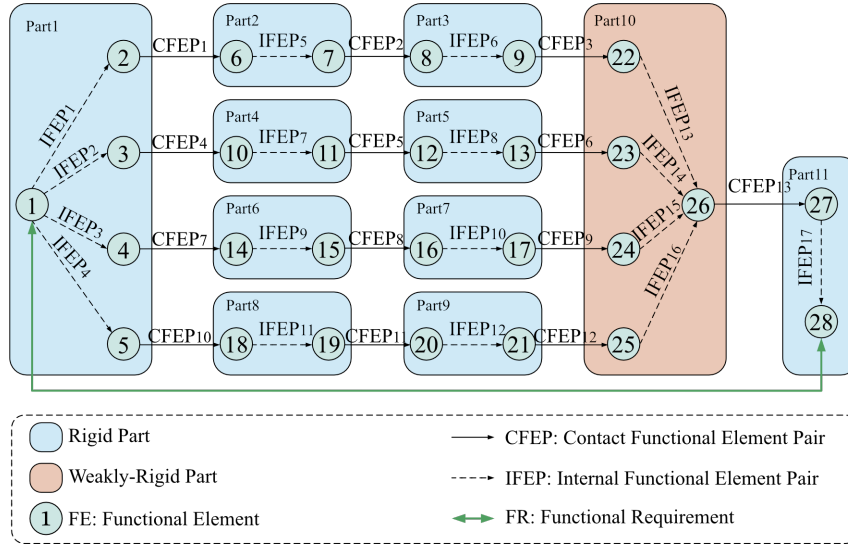 Part1
Part2
Part3
Part10
2
CFEP1
6
IFEP5
7
CFEP2
8
IFEP6
9
CFEP3
22
IFEP1
IFEP13
Part4
Part5
IFEP2
3
CFEP4
10
IFEP7
11
CFEP5
12
IFEP8
13
CFEP6
23
IFEP14
Part11
1
26
CFEP13
27
Part6
Part7
IFEP3
4
CFEP7
14
IFEP9
15
CFEP8
16
IFEP10
17
CFEP9
24
IFEP15
IFEP4
IFEP16
IFEP17
Part8
Part9
5
CFEP10
18
IFEP11
19
CFEP11
20
IFEP12
21
CFEP12
25
28
Rigid Part
CFEP: Contact Functional Element Pair
Weakly-Rigid Part
IFEP: Internal Functional Element Pair
1
FE: Functional Element
FR: Functional Requirement